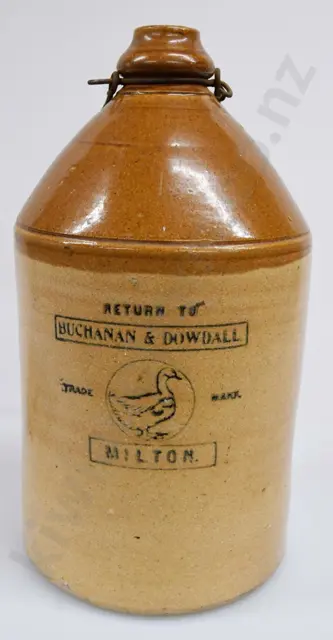 RETURN TO
BUCHANAN & DOWDALL
TRADE MARK.
MILTON.